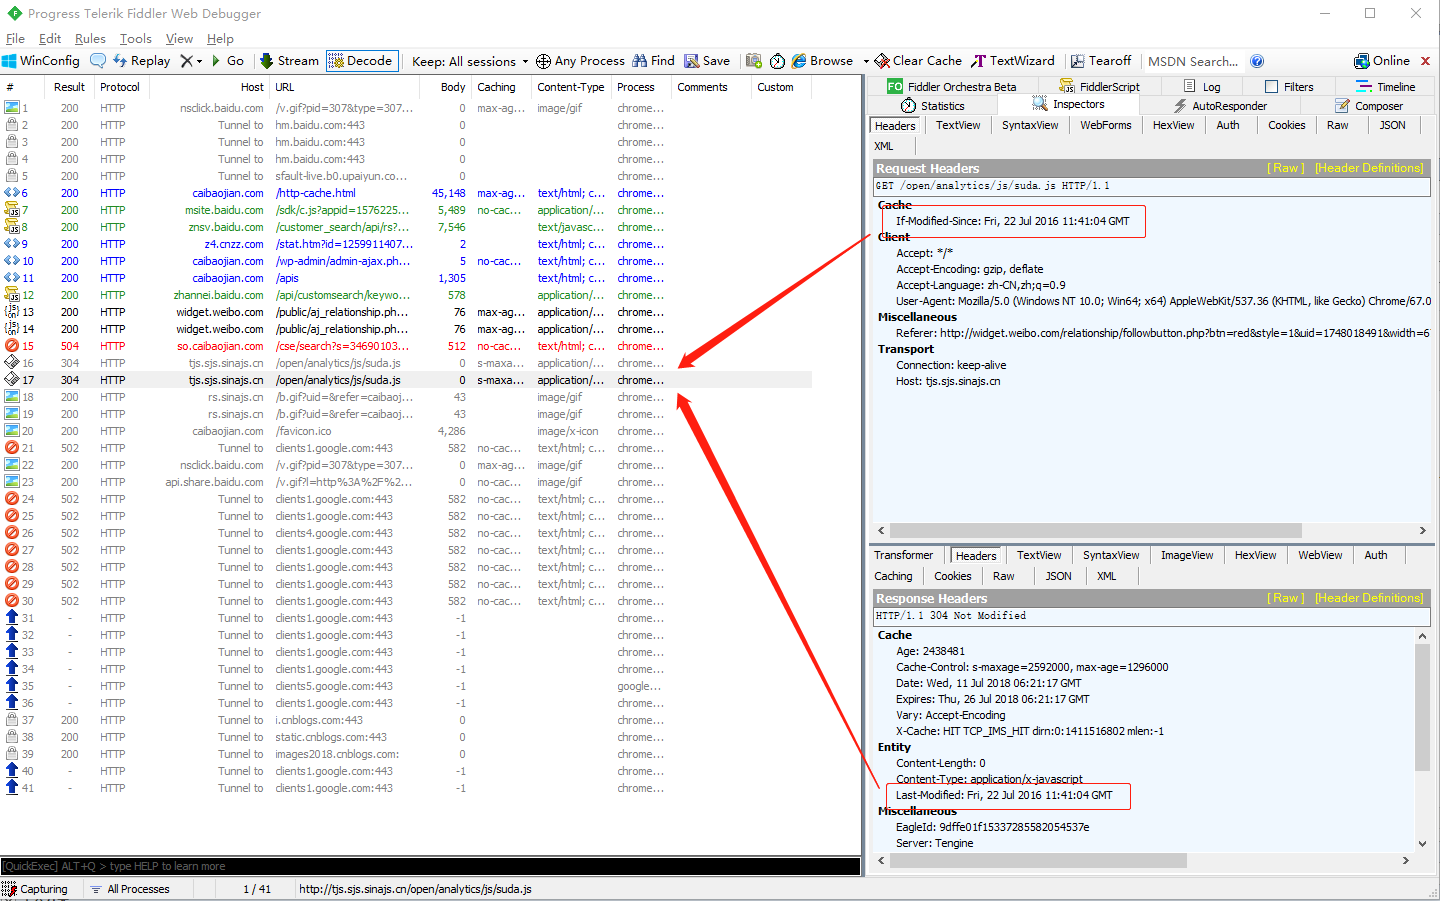 Progress Telerik Fiddler Web Debugger
File Edit Rules Tools View Help
WinConfig Replay Go Stream Decode Keep: All sessions Any Process Find Save Browse Clear Cache TextWizard Tearoff MSDN Search... Online
# Result Protocol Host URL Body Caching Content-Type Process Comments Custom
1 200 HTTP nsclick.baidu.com /v.gif?pid=307&type=307... 0 max-ag... image/gif chrome...
2 200 HTTP Tunnel to hm.baidu.com:443 0 chrome...
3 200 HTTP Tunnel to hm.baidu.com:443 0 chrome...
4 200 HTTP Tunnel to hm.baidu.com:443 0 chrome...
5 200 HTTP Tunnel to sfault-live.b0.upaiyun.co... 0 chrome...
6 200 HTTP caibaojian.com /http-cache.html 45,148 max-ag... text/html; c... chrome...
7 200 HTTP msite.baidu.com /sdk/c.js?appid=1576225... 5,489 no-cac... application/... chrome...
8 200 HTTP znsv.baidu.com /customer_search/api/rs?... 7,546 text/javasc... chrome...
9 200 HTTP z4.cnzz.com /stat.htm?id=1259911407... 2 text/html; c... chrome...
10 200 HTTP caibaojian.com /wp-admin/admin-ajax.ph... 5 no-cac... text/html; c... chrome...
11 200 HTTP caibaojian.com /apis 1,305 text/html; c... chrome...
12 200 HTTP zhannei.baidu.com /api/customsearch/keywo... 578 application/... chrome...
13 200 HTTP widget.weibo.com /public/aj_relationship.ph... 76 max-ag... application/... chrome...
14 200 HTTP widget.weibo.com /public/aj_relationship.ph... 76 max-ag... application/... chrome...
15 504 HTTP so.caibaojian.com /cse/search?s=34690103... 512 no-cac... text/html; c... chrome...
16 304 HTTP tjs.sjs.sinajs.cn /open/analytics/js/suda.js 0 s-maxa... application/... chrome...
17 304 HTTP tjs.sjs.sinajs.cn /open/analytics/js/suda.js 0 s-maxa... application/... chrome...
18 200 HTTP rs.sinajs.cn /b.gif?uid=&refer=caibaoj... 43 image/gif chrome...
19 200 HTTP rs.sinajs.cn /b.gif?uid=&refer=caibaoj... 43 image/gif chrome...
20 200 HTTP caibaojian.com /favicon.ico 4,286 image/x-icon chrome...
21 502 HTTP Tunnel to clients1.google.com:443 582 no-cac... text/html; c... chrome...
22 200 HTTP nsclick.baidu.com /v.gif?pid=307&type=307... 0 max-ag... image/gif chrome...
23 200 HTTP api.share.baidu.com /v.gif?l=http%3A%2F%2... 0 max-ag... image/gif chrome...
24 502 HTTP Tunnel to clients1.google.com:443 582 no-cac... text/html; c... chrome...
25 502 HTTP Tunnel to clients1.google.com:443 582 no-cac... text/html; c... chrome...
26 502 HTTP Tunnel to clients4.google.com:443 582 no-cac... text/html; c... chrome...
27 502 HTTP Tunnel to clients1.google.com:443 582 no-cac... text/html; c... chrome...
28 502 HTTP Tunnel to clients1.google.com:443 582 no-cac... text/html; c... chrome...
29 502 HTTP Tunnel to clients1.google.com:443 582 no-cac... text/html; c... chrome...
30 502 HTTP Tunnel to clients1.google.com:443 582 no-cac... text/html; c... chrome...
31 - HTTP Tunnel to clients1.google.com:443 -1 chrome...
32 - HTTP Tunnel to clients1.google.com:443 -1 chrome...
33 - HTTP Tunnel to clients1.google.com:443 -1 chrome...
34 - HTTP Tunnel to clients1.google.com:443 -1 chrome...
35 - HTTP Tunnel to clients5.google.com:443 -1 google...
36 - HTTP Tunnel to clients1.google.com:443 -1 chrome...
37 200 HTTP Tunnel to i.cnblogs.com:443 0 chrome...
38 200 HTTP Tunnel to static.cnblogs.com:443 0 chrome...
39 200 HTTP Tunnel to images2018.cnblogs.com: 0 chrome...
40 - HTTP Tunnel to clients1.google.com:443 -1 chrome...
41 - HTTP Tunnel to clients1.google.com:443 -1 chrome...
[QuickExec] ALT+Q > type HELP to learn more
Capturing All Processes 1 / 41 http://tjs.sjs.sinajs.cn/open/analytics/js/suda.js
FO Fiddler Orchestra Beta FiddlerScript Log Filters Timeline
Statistics Inspectors AutoResponder Composer
Headers TextView SyntaxView WebForms HexView Auth Cookies Raw JSON
XML
Request Headers [ Raw ] [Header Definitions]
GET /open/analytics/js/suda.js HTTP/1.1
Cache
If-Modified-Since: Fri, 22 Jul 2016 11:41:04 GMT
Client
Accept: */*
Accept-Encoding: gzip, deflate
Accept-Language: zh-CN,zh;q=0.9
User-Agent: Mozilla/5.0 (Windows NT 10.0; Win64; x64) AppleWebKit/537.36 (KHTML, like Gecko) Chrome/67.0
Miscellaneous
Referer: http://widget.weibo.com/relationship/followbutton.php?btn=red&style=1&uid=1748018491&width=6
Transport
Connection: keep-alive
Host: tjs.sjs.sinajs.cn
Transformer Headers TextView SyntaxView ImageView HexView WebView Auth
Caching Cookies Raw JSON XML
Response Headers [ Raw ] [Header Definitions]
HTTP/1.1 304 Not Modified
Cache
Age: 2438481
Cache-Control: s-maxage=2592000, max-age=1296000
Date: Wed, 11 Jul 2018 06:21:17 GMT
Expires: Thu, 26 Jul 2018 06:21:17 GMT
Vary: Accept-Encoding
X-Cache: HIT TCP_IMS_HIT dirn:0:1411516802 mlen:-1
Entity
Content-Length: 0
Content-Type: application/x-javascript
Last-Modified: Fri, 22 Jul 2016 11:41:04 GMT
Miscellaneous
EagleId: 9dffe01f15337285582054537e
Server: Tengine